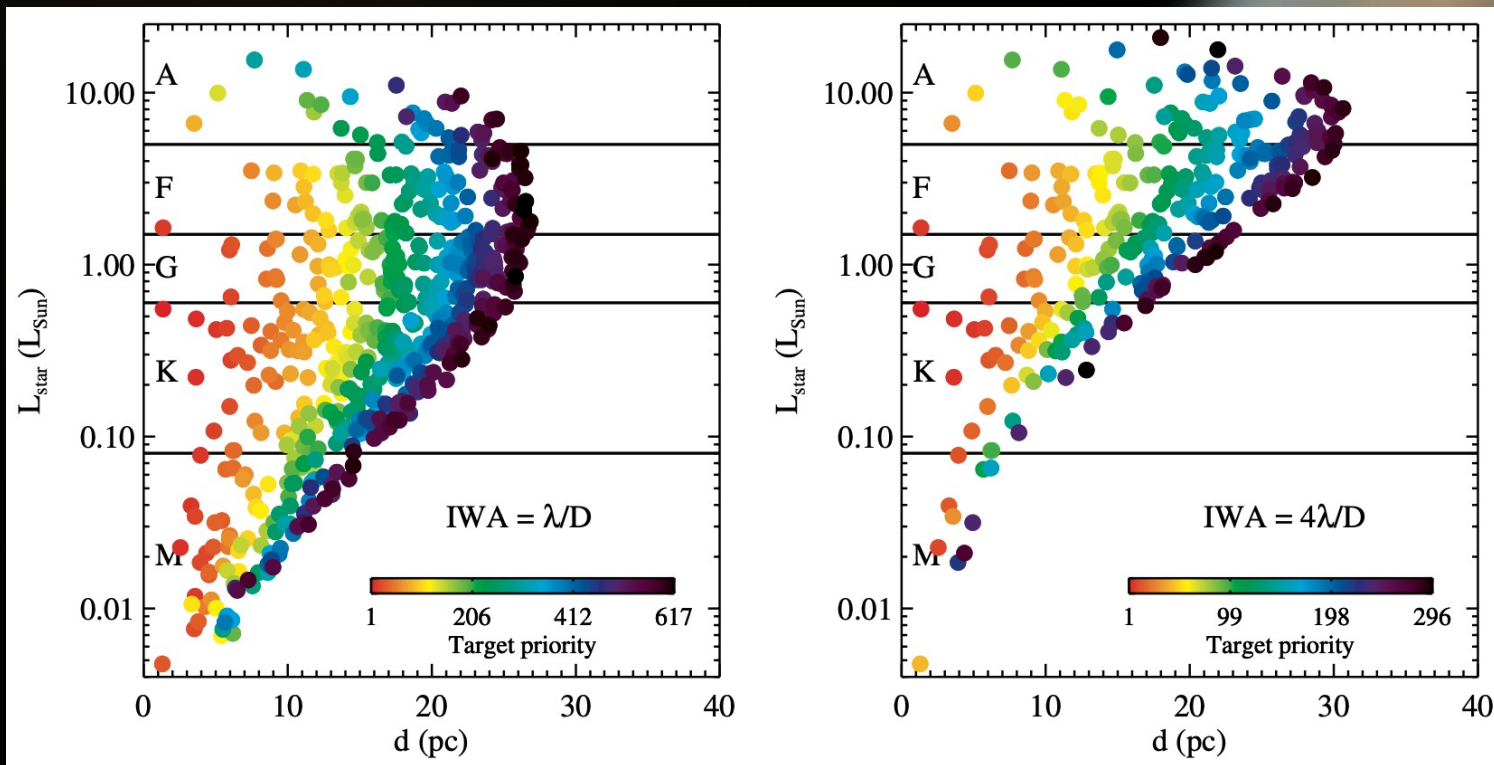 10.00
1.00
0.10
0.01
L_star (L_Sun)
A
F
G
K
M
IWA = λ/D
1 206 412 617
Target priority
0 10 20 30 40
d (pc)
10.00
1.00
0.10
0.01
L_star (L_Sun)
A
F
G
K
M
IWA = 4λ/D
1 99 198 296
Target priority
0 10 20 30 40
d (pc)